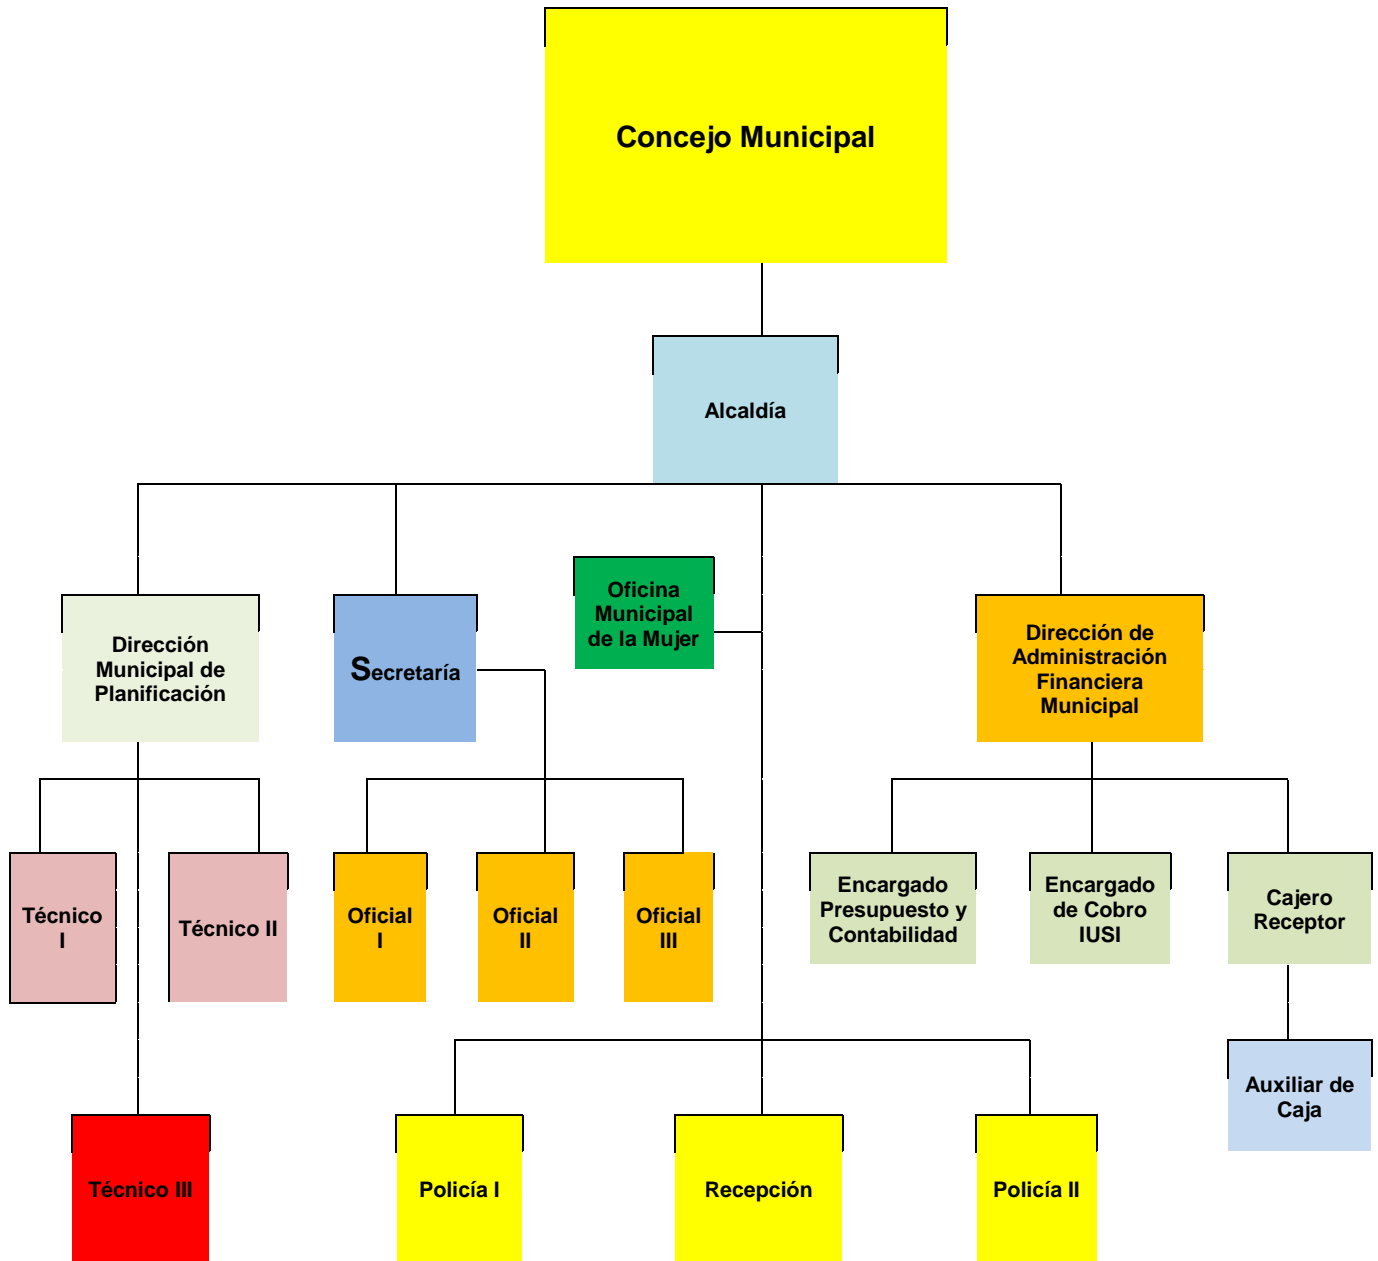 Concejo Municipal
Alcaldía
Oficina
Municipal
de la Mujer
Dirección
Municipal de
Planificación
Secretaría
Dirección de
Administración
Financiera
Municipal
Técnico
I
Técnico II
Oficial
I
Oficial
II
Oficial
III
Encargado
Presupuesto y
Contabilidad
Encargado
de Cobro
IUSI
Cajero
Receptor
Auxiliar de
Caja
Técnico III
Policía I
Recepción
Policía II